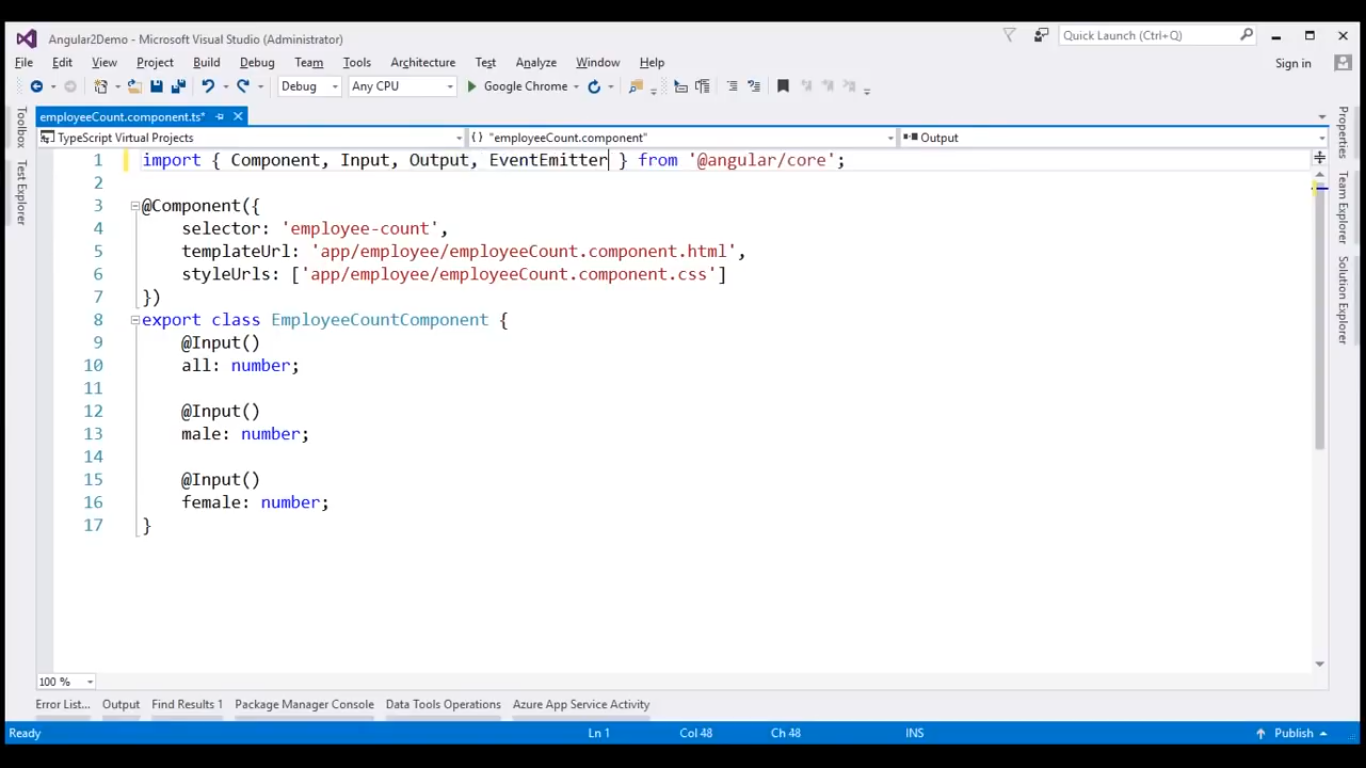 Angular2Demo - Microsoft Visual Studio (Administrator)
Quick Launch (Ctrl+Q)
File Edit View Project Build Debug Team Tools Architecture Test Analyze Window Help
Sign in
Debug Any CPU Google Chrome
Toolbox
Test Explorer
employeeCount.component.ts*
TypeScript Virtual Projects
{} "employeeCount.component"
Output
1 import { Component, Input, Output, EventEmitter } from '@angular/core';
2
3 @Component({
4 selector: 'employee-count',
5 templateUrl: 'app/employee/employeeCount.component.html',
6 styleUrls: ['app/employee/employeeCount.component.css']
7 })
8 export class EmployeeCountComponent {
9 @Input()
10 all: number;
11
12 @Input()
13 male: number;
14
15 @Input()
16 female: number;
17 }
Properties
Team Explorer
Solution Explorer
100 %
Error List... Output Find Results 1 Package Manager Console Data Tools Operations Azure App Service Activity
Ready Ln 1 Col 48 Ch 48 INS Publish